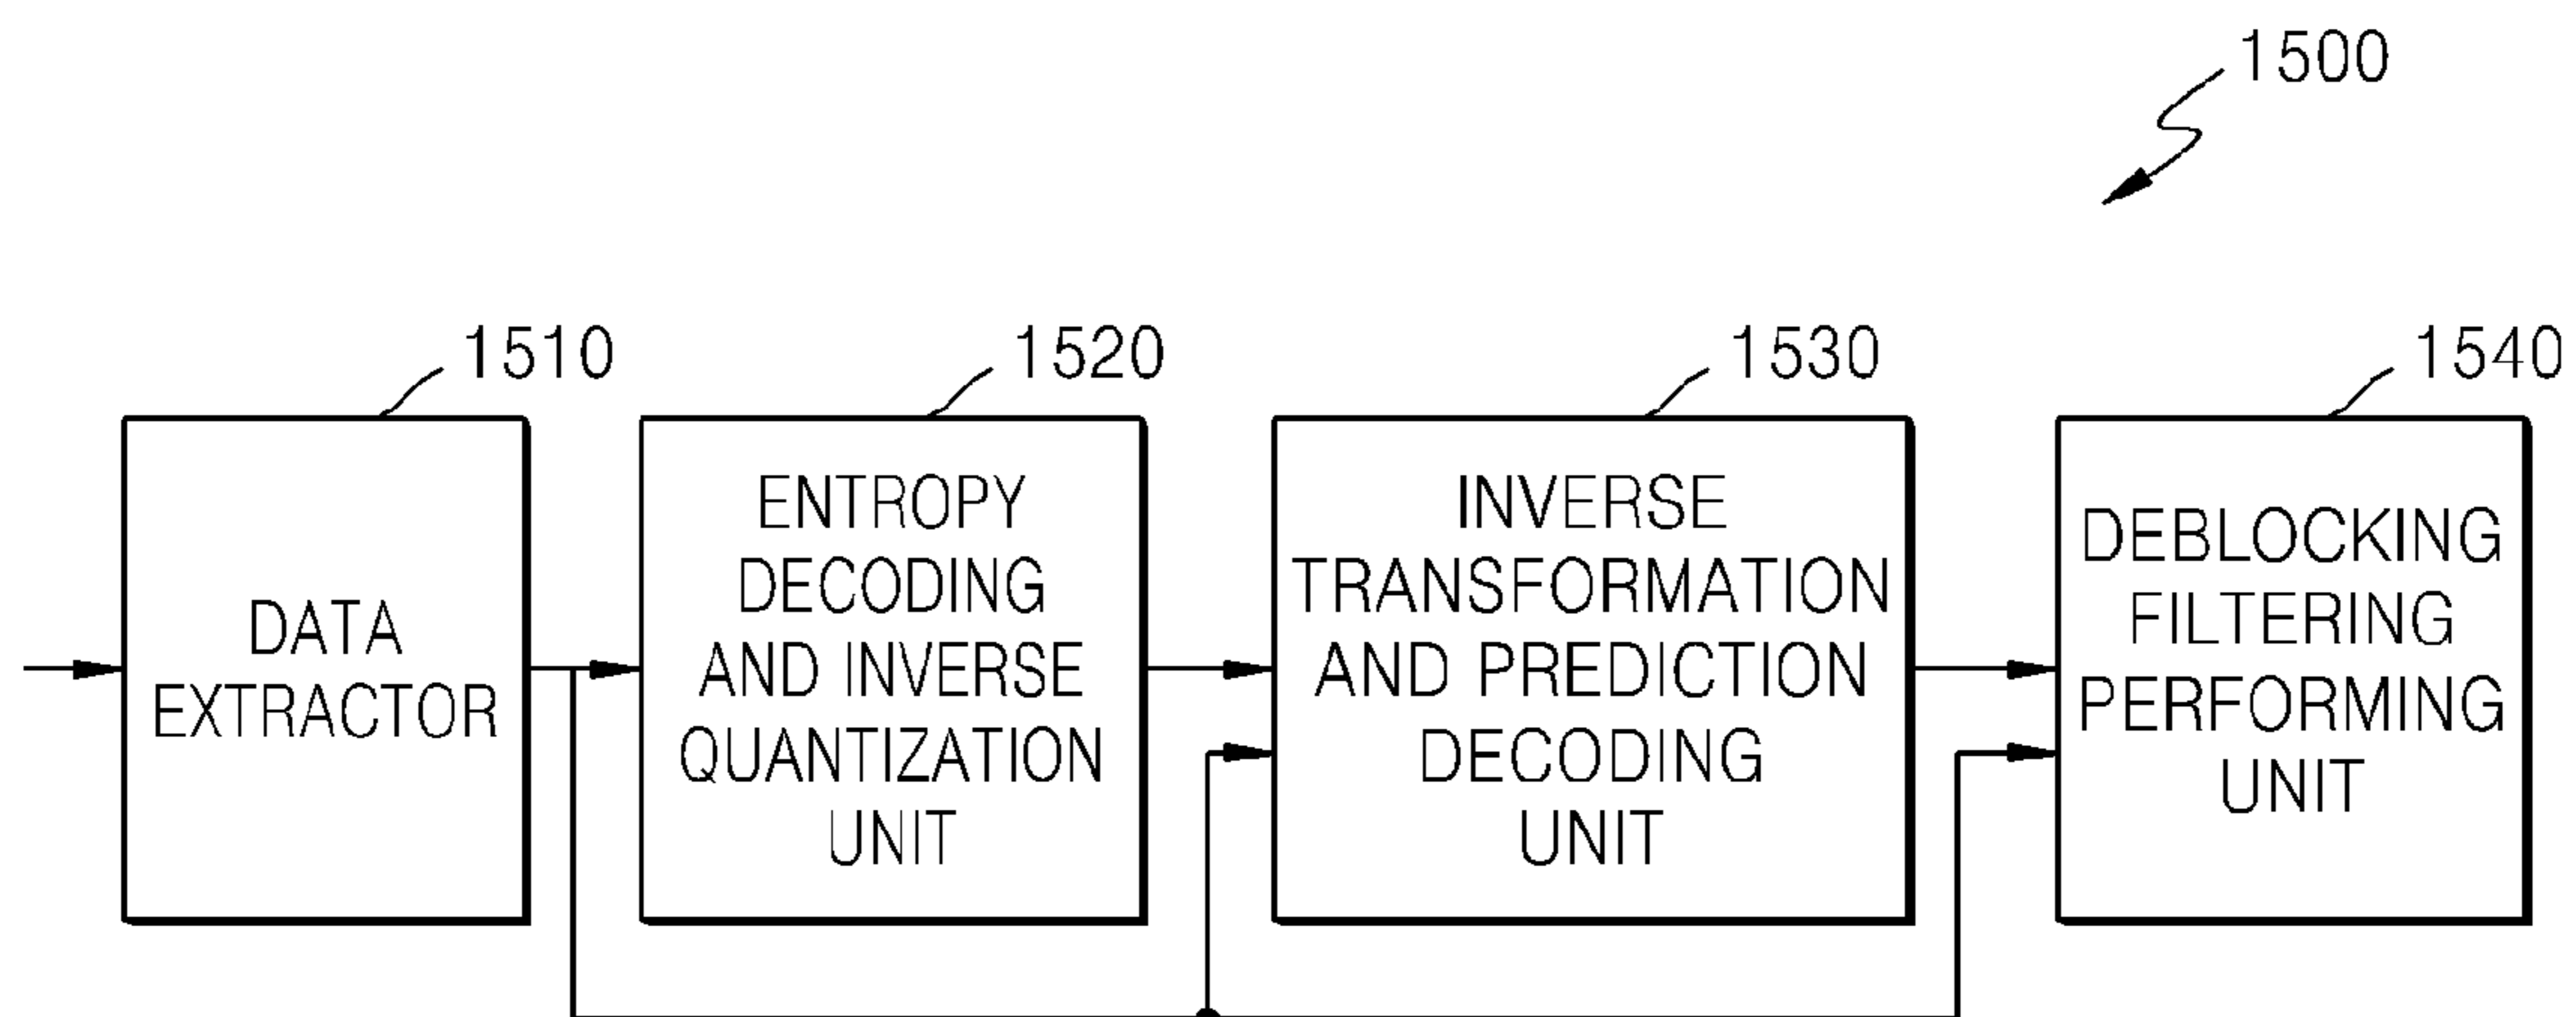 1500
1510
1520
1530
1540
DATA
EXTRACTOR
ENTROPY
DECODING
AND INVERSE
QUANTIZATION
UNIT
INVERSE
TRANSFORMATION
AND PREDICTION
DECODING
UNIT
DEBLOCKING
FILTERING
PERFORMING
UNIT